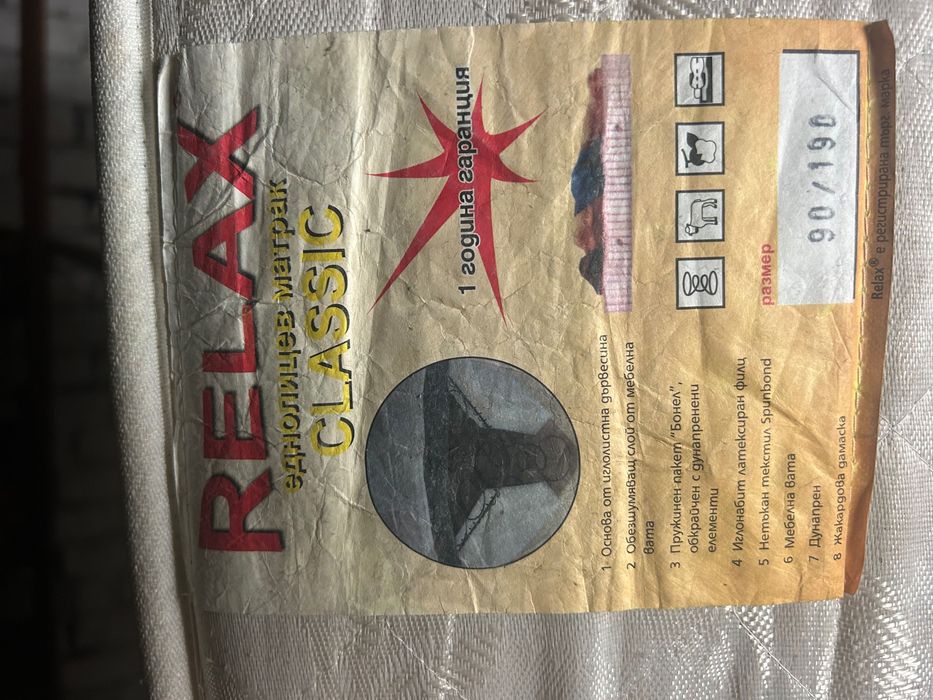 RELAX
еднолицев матрак
CLASSIC
1 година гаранция
1 Основа от иглолистна дървесина
2 Обезшумяващ слой от мебелна
вата
3 Пружинен пакет "Бонел",
обкрайчен с дунапренени
елементи
4 Иглонабит латексиран филц
5 Нетъкан текстил Spunbond
6 Мебелна вата
7 Дунапрен
8 Жакардова дамаска
размер
90/190
Relax® е регистрирана търг. марка